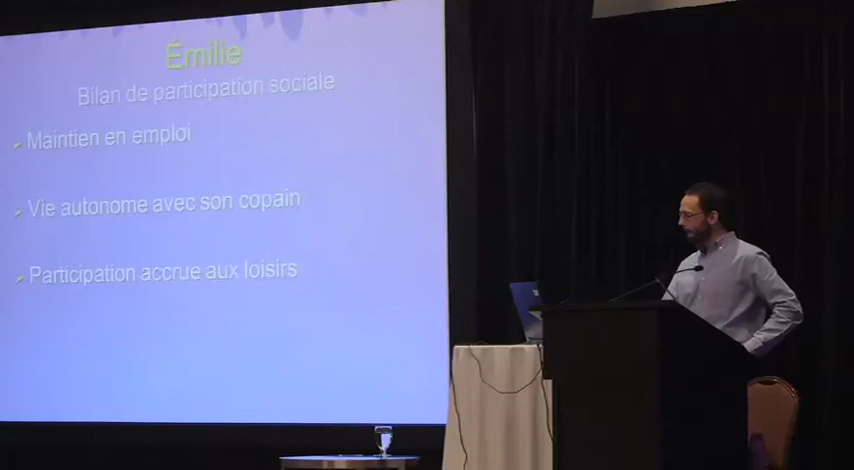 Émilie
Bilan de participation sociale
Maintien en emploi
Vie autonome avec son copain
Participation accrue aux loisirs